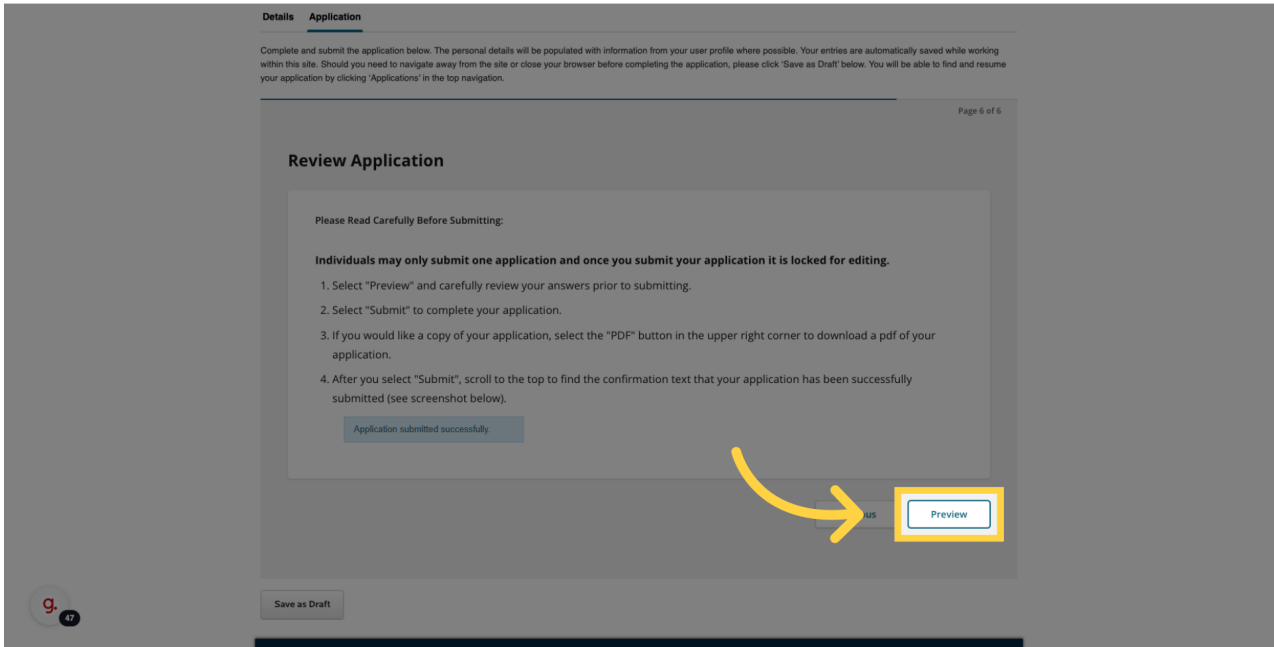 Details Application
Complete and submit the application below. The personal details will be populated with information from your user profile where possible. Your entries are automatically saved while working
within this site. Should you need to navigate away from the site or close your browser before completing the application, please click 'Save as Draft' below. You will be able to find and resume
your application by clicking 'Applications' in the top navigation.
Page 6 of 6
Review Application
Please Read Carefully Before Submitting:
Individuals may only submit one application and once you submit your application it is locked for editing.
1. Select "Preview" and carefully review your answers prior to submitting.
2. Select "Submit" to complete your application.
3. If you would like a copy of your application, select the "PDF" button in the upper right corner to download a pdf of your
application.
4. After you select "Submit", scroll to the top to find the confirmation text that your application has been successfully
submitted (see screenshot below).
Application submitted successfully.
Preview
Save as Draft
g.
47